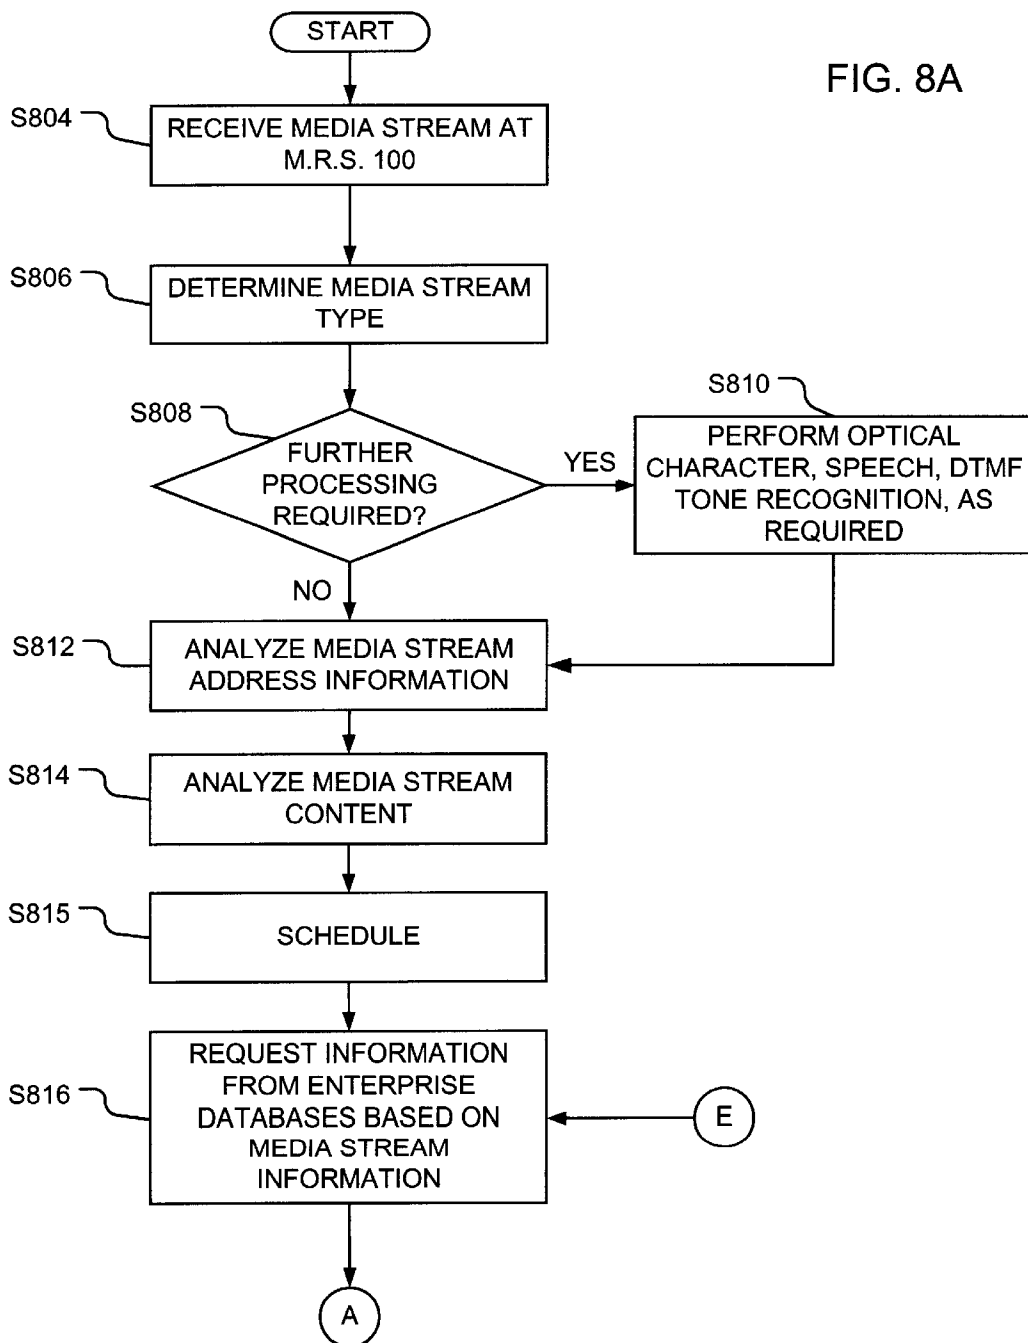 START
FIG. 8A
S804
RECEIVE MEDIA STREAM AT
M.R.S. 100
S806
DETERMINE MEDIA STREAM
TYPE
S808
FURTHER
PROCESSING
REQUIRED?
YES
S810
PERFORM OPTICAL
CHARACTER, SPEECH, DTMF
TONE RECOGNITION, AS
REQUIRED
NO
S812
ANALYZE MEDIA STREAM
ADDRESS INFORMATION
S814
ANALYZE MEDIA STREAM
CONTENT
S815
SCHEDULE
S816
REQUEST INFORMATION
FROM ENTERPRISE
DATABASES BASED ON
MEDIA STREAM
INFORMATION
E
A